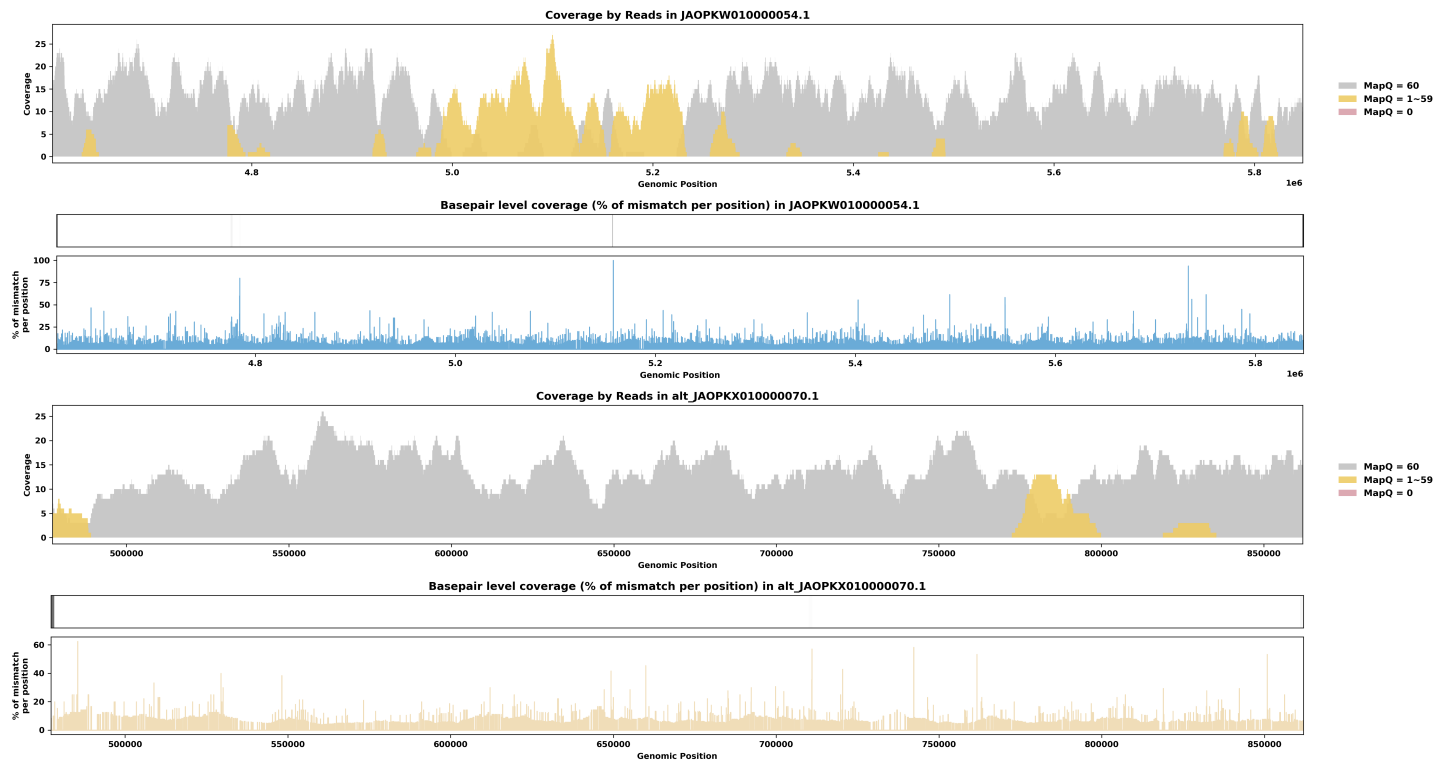 Coverage by Reads in JAOPKW010000054.1
25
20
15
10
5
0
Coverage
4.8 5.0 5.2 5.4 5.6 5.8
1e6
Genomic Position
MapQ = 60
MapQ = 1~59
MapQ = 0
Basepair level coverage (% of mismatch per position) in JAOPKW010000054.1
100
75
50
25
0
% of mismatch
per position
4.8 5.0 5.2 5.4 5.6 5.8
1e6
Genomic Position
Coverage by Reads in alt_JAOPKX010000070.1
25
20
15
10
5
0
Coverage
500000 550000 600000 650000 700000 750000 800000 850000
Genomic Position
MapQ = 60
MapQ = 1~59
MapQ = 0
Basepair level coverage (% of mismatch per position) in alt_JAOPKX010000070.1
60
40
20
0
% of mismatch
per position
500000 550000 600000 650000 700000 750000 800000 850000
Genomic Position